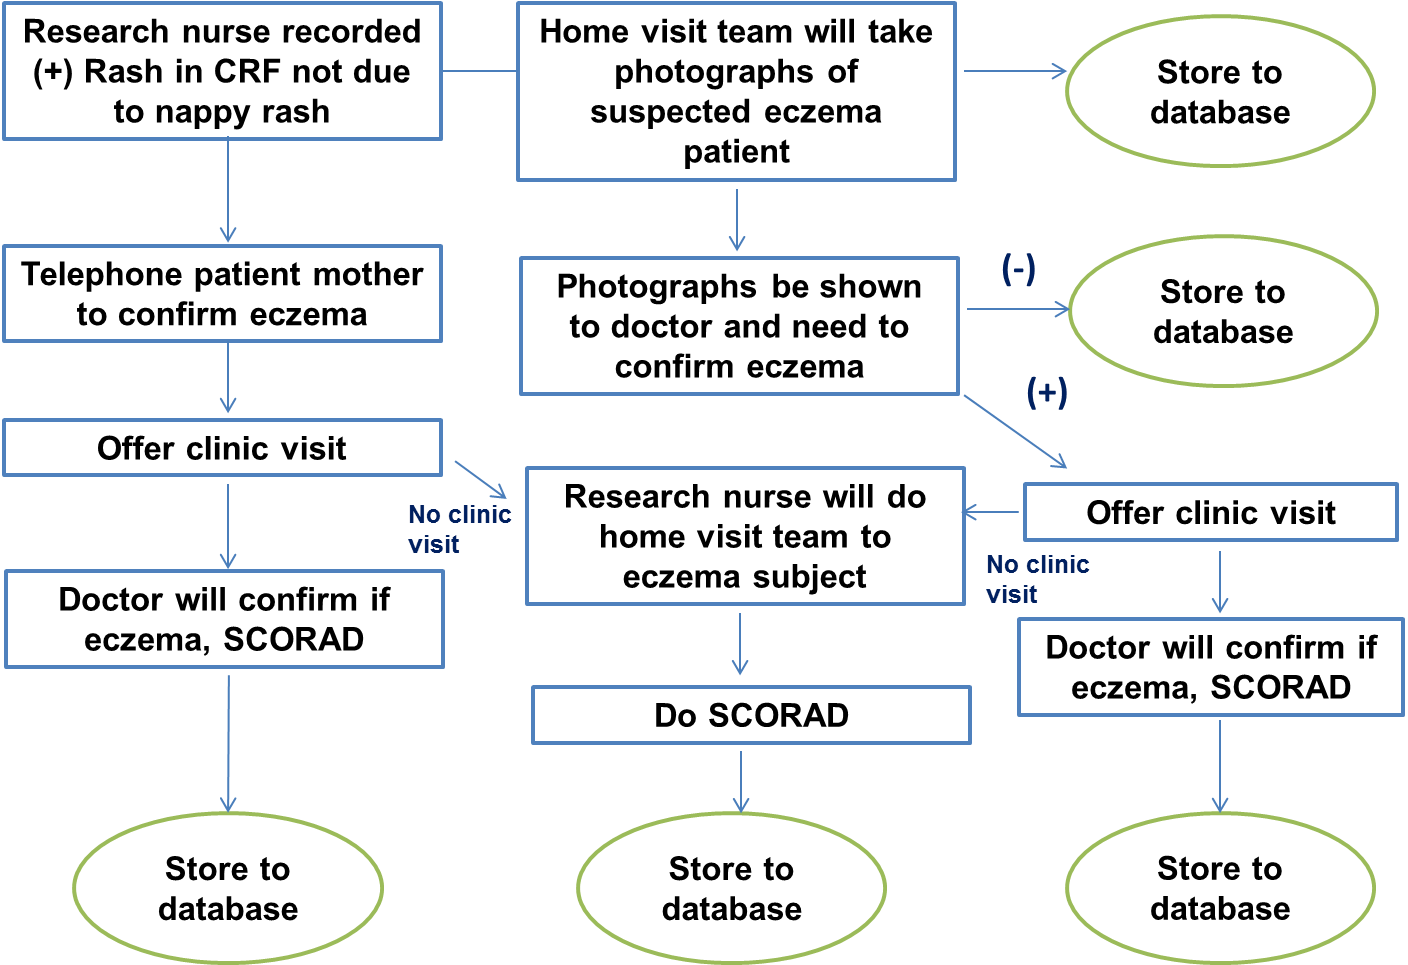 Research nurse recorded
(+) Rash in CRF not due
to nappy rash
Home visit team will take
photographs of
suspected eczema
patient
Store to
database
Telephone patient mother
to confirm eczema
Photographs be shown
to doctor and need to
confirm eczema
(-)
Store to
database
(+)
Offer clinic visit
No clinic
visit
Research nurse will do
home visit team to
eczema subject
Offer clinic visit
No clinic
visit
Doctor will confirm if
eczema, SCORAD
Do SCORAD
Doctor will confirm if
eczema, SCORAD
Store to
database
Store to
database
Store to
database